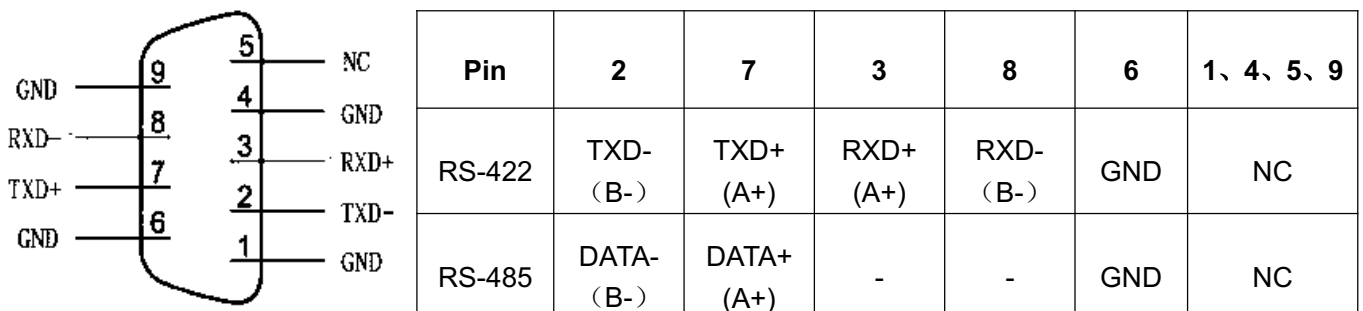 5 NC
9 GND
4 GND
8 RXD-
3 RXD+
7 TXD+
2 TXD-
6 GND
1 GND
Pin 2 7 3 8 6 1、4、5、9
RS-422 TXD-（B-） TXD+ (A+) RXD+ (A+) RXD-（B-） GND NC
RS-485 DATA-（B-） DATA+ (A+) - - GND NC